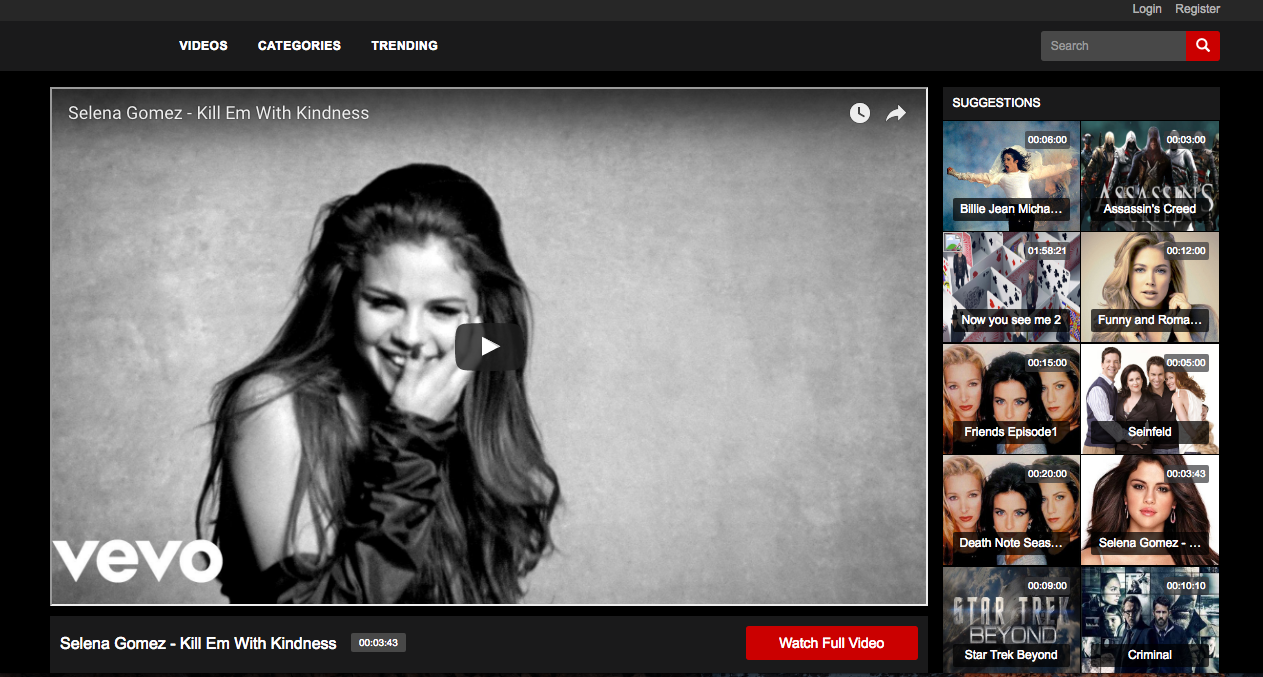 Login Register
VIDEOS CATEGORIES TRENDING
Search
Selena Gomez - Kill Em With Kindness
vevo
Selena Gomez - Kill Em With Kindness 00:03:43
Watch Full Video
SUGGESTIONS
00:06:00
Billie Jean Micha...
00:03:00
ASSASSINS
Assassin's Creed
01:58:21
Now you see me 2
00:12:00
Funny and Roma...
00:15:00
Friends Episode1
00:05:00
Seinfeld
00:20:00
Death Note Seas...
00:03:43
Selena Gomez - ...
00:09:00
STAR TREK
BEYOND
Star Trek Beyond
00:10:10
Criminal